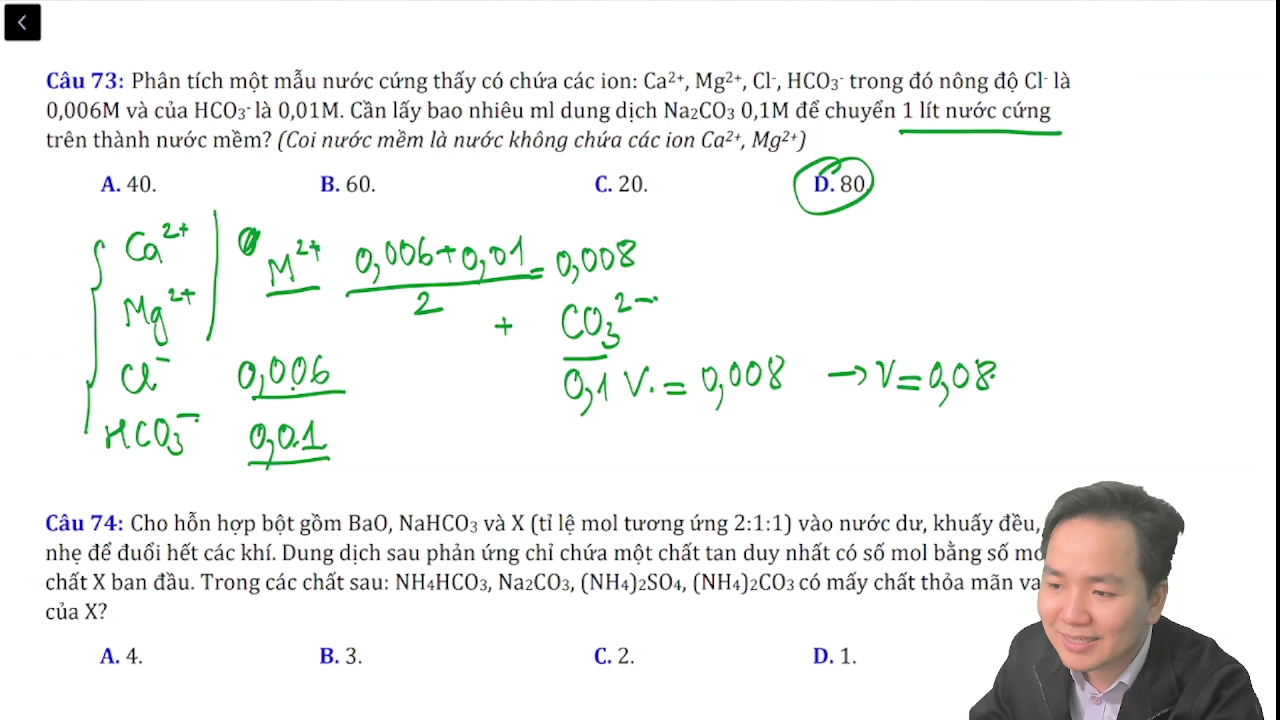 Câu 73: Phân tích một mẫu nước cứng thấy có chứa các ion: Ca²⁺, Mg²⁺, Cl⁻, HCO₃⁻ trong đó nông độ Cl⁻ là
0,006M và của HCO₃⁻ là 0,01M. Cần lấy bao nhiêu ml dung dịch Na₂CO₃ 0,1M để chuyển 1 lít nước cứng
trên thành nước mềm? (Coi nước mềm là nước không chứa các ion Ca²⁺, Mg²⁺)
A. 40. B. 60. C. 20. D. 80
Ca²⁺
M²⁺ (0,006+0,01)/2 = 0,008
Mg²⁺
+ CO₃²⁻
Cl⁻ 0,006
0,1 V. = 0,008 → V = 0,08
HCO₃⁻ 0,01
Câu 74: Cho hỗn hợp bột gồm BaO, NaHCO₃ và X (tỉ lệ mol tương ứng 2:1:1) vào nước dư, khuấy đều,
nhẹ để đuổi hết các khí. Dung dịch sau phản ứng chỉ chứa một chất tan duy nhất có số mol bằng số
chất X ban đầu. Trong các chất sau: NH₄HCO₃, Na₂CO₃, (NH₄)₂SO₄, (NH₄)₂CO₃ có mấy chất thỏa mãn
của X?
A. 4. B. 3. C. 2. D. 1.